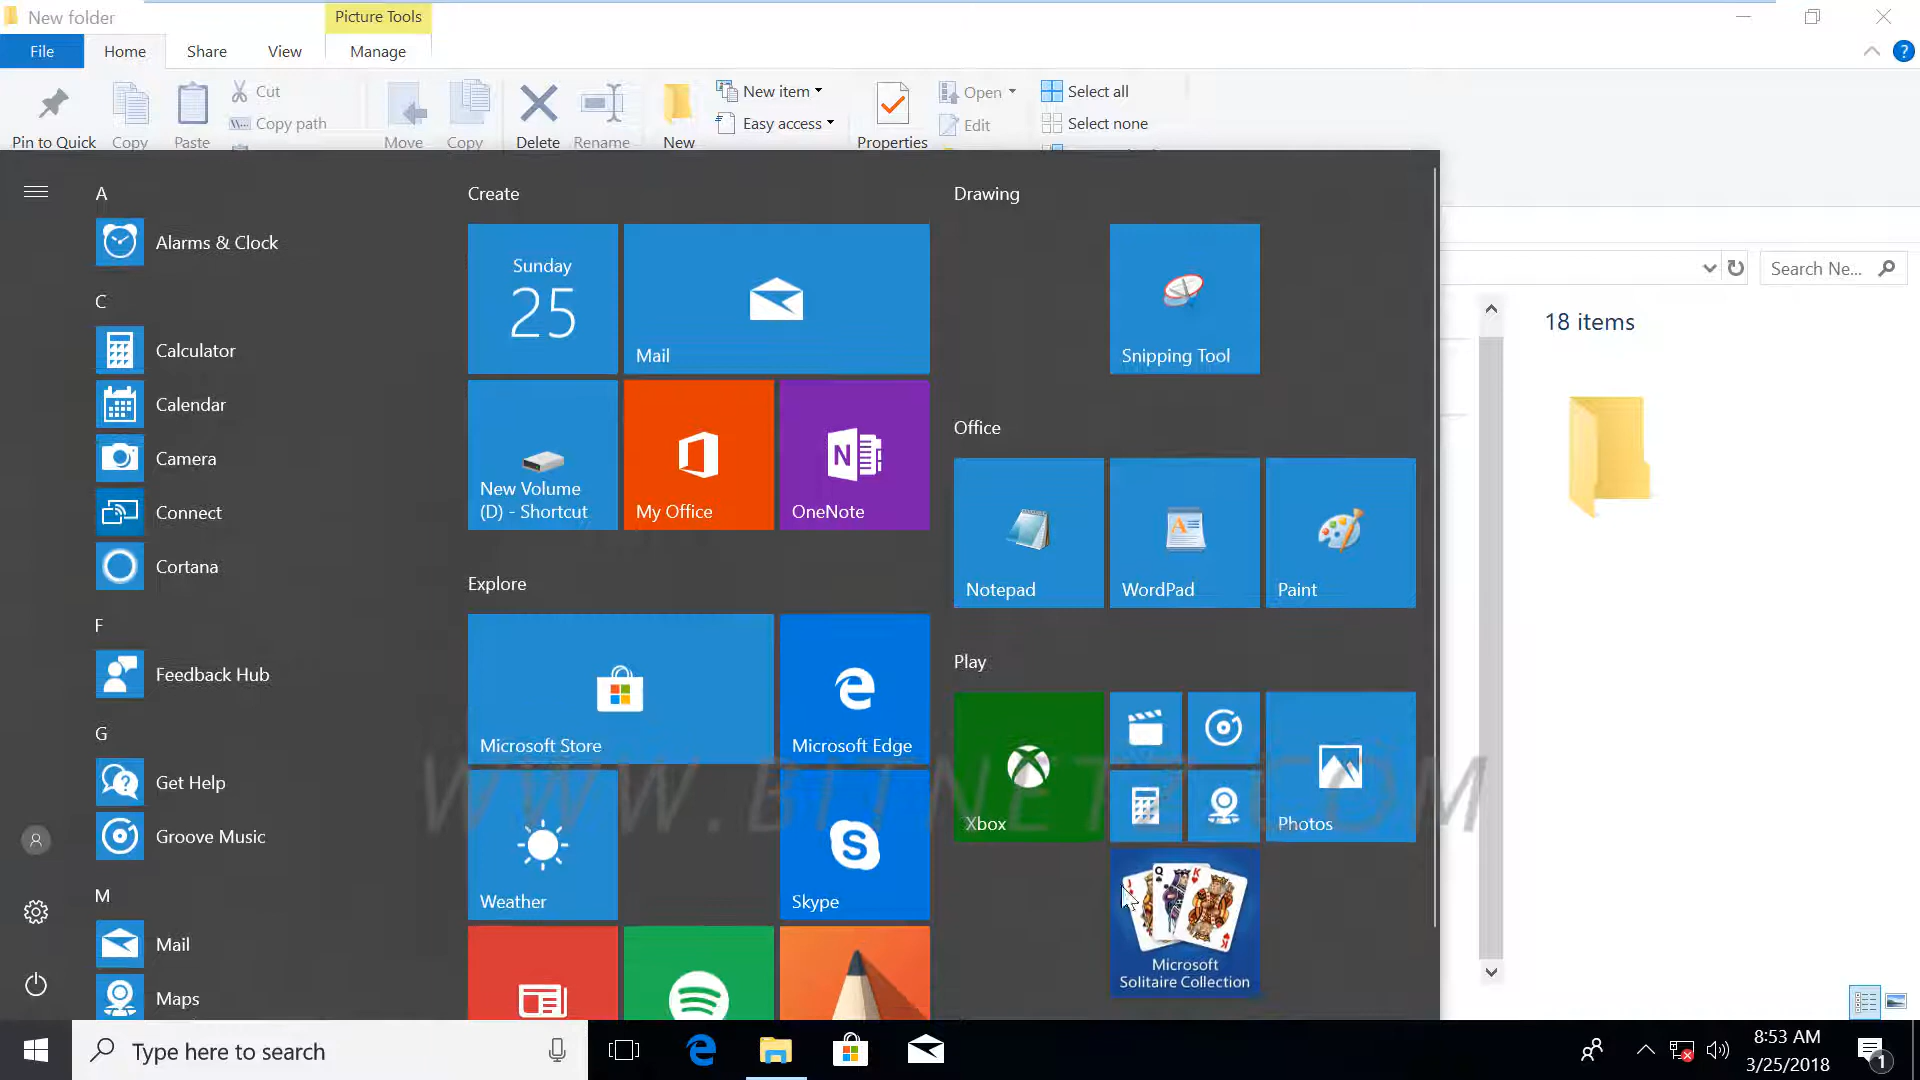 New folder
Picture Tools
File
Home
Share
View
Manage
Pin to Quick
Copy
Paste
Cut
Copy path
Move
Copy
Delete
Rename
New
New item
Easy access
Properties
Open
Edit
Select all
Select none
Search Ne...
18 items
A
Alarms & Clock
C
Calculator
Calendar
Camera
Connect
Cortana
F
Feedback Hub
G
Get Help
Groove Music
M
Mail
Maps
Create
Sunday
25
Mail
New Volume
(D) - Shortcut
My Office
OneNote
Explore
Microsoft Store
Microsoft Edge
Weather
Skype
Drawing
Snipping Tool
Office
Notepad
WordPad
Paint
Play
Xbox
Photos
Microsoft
Solitaire Collection
WWW.BITNETZ.COM
Type here to search
8:53 AM
3/25/2018
1